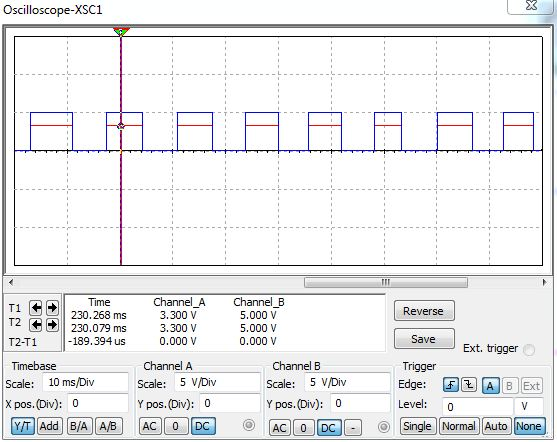 Oscilloscope-XSC1
T1
T2
T2-T1
Time Channel_A Channel_B
230.268 ms 3.300 V 5.000 V
230.079 ms 3.300 V 5.000 V
-189.394 us 0.000 V 0.000 V
Reverse
Save
Ext. trigger
Timebase
Scale: 10 ms/Div
X pos.(Div): 0
Y/T Add B/A A/B
Channel A
Scale: 5 V/Div
Y pos.(Div): 0
AC 0 DC
Channel B
Scale: 5 V/Div
Y pos.(Div): 0
AC 0 DC -
Trigger
Edge: A B Ext
Level: 0 V
Single Normal Auto None